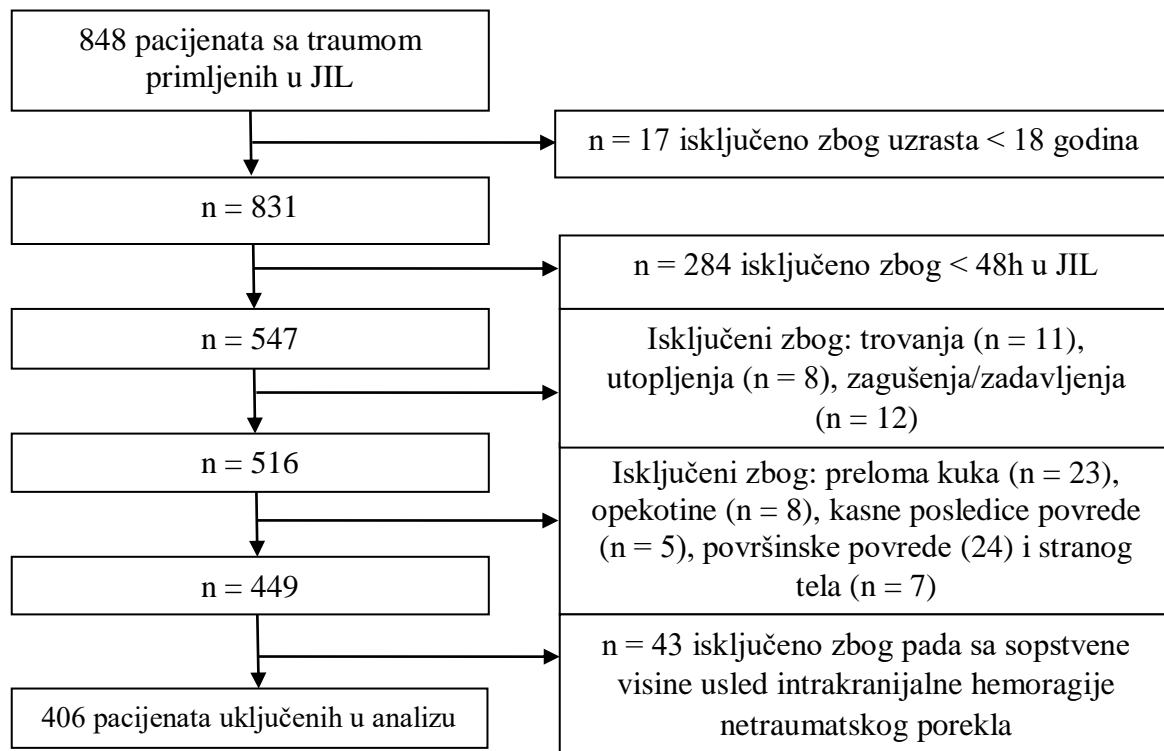 848 pacijenata sa traumom
primljenih u JIL
n = 17 isključeno zbog uzrasta < 18 godina
n = 831
n = 284 isključeno zbog < 48h u JIL
n = 547
Isključeni zbog: trovanja (n = 11),
utopljenja (n = 8), zagušenja/zadavljenja
(n = 12)
n = 516
Isključeni zbog: preloma kuka (n = 23),
opekotine (n = 8), kasne posledice povrede
(n = 5), površinske povrede (24) i stranog
tela (n = 7)
n = 449
n = 43 isključeno zbog pada sa sopstvene
visine usled intrakranijalne hemoragije
netraumatskog porekla
406 pacijenata uključenih u analizu